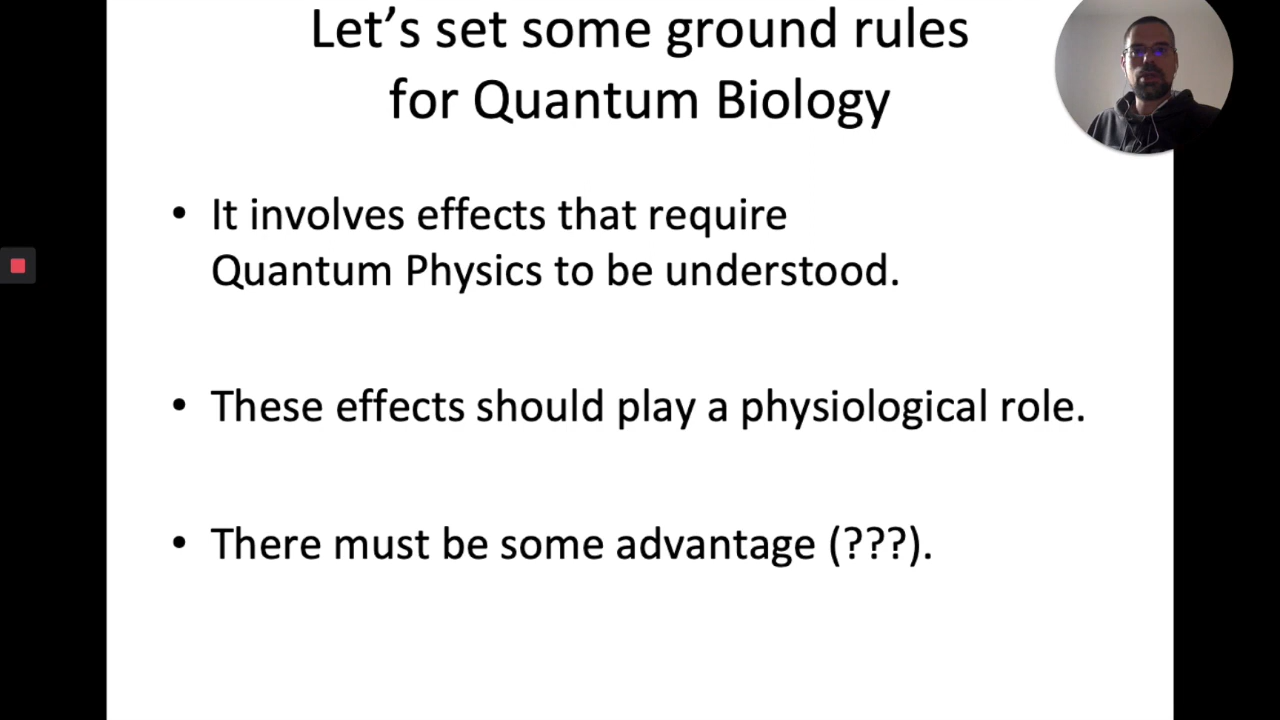 Let’s set some ground rules
for Quantum Biology
• It involves effects that require
Quantum Physics to be understood.
• These effects should play a physiological role.
• There must be some advantage (???).